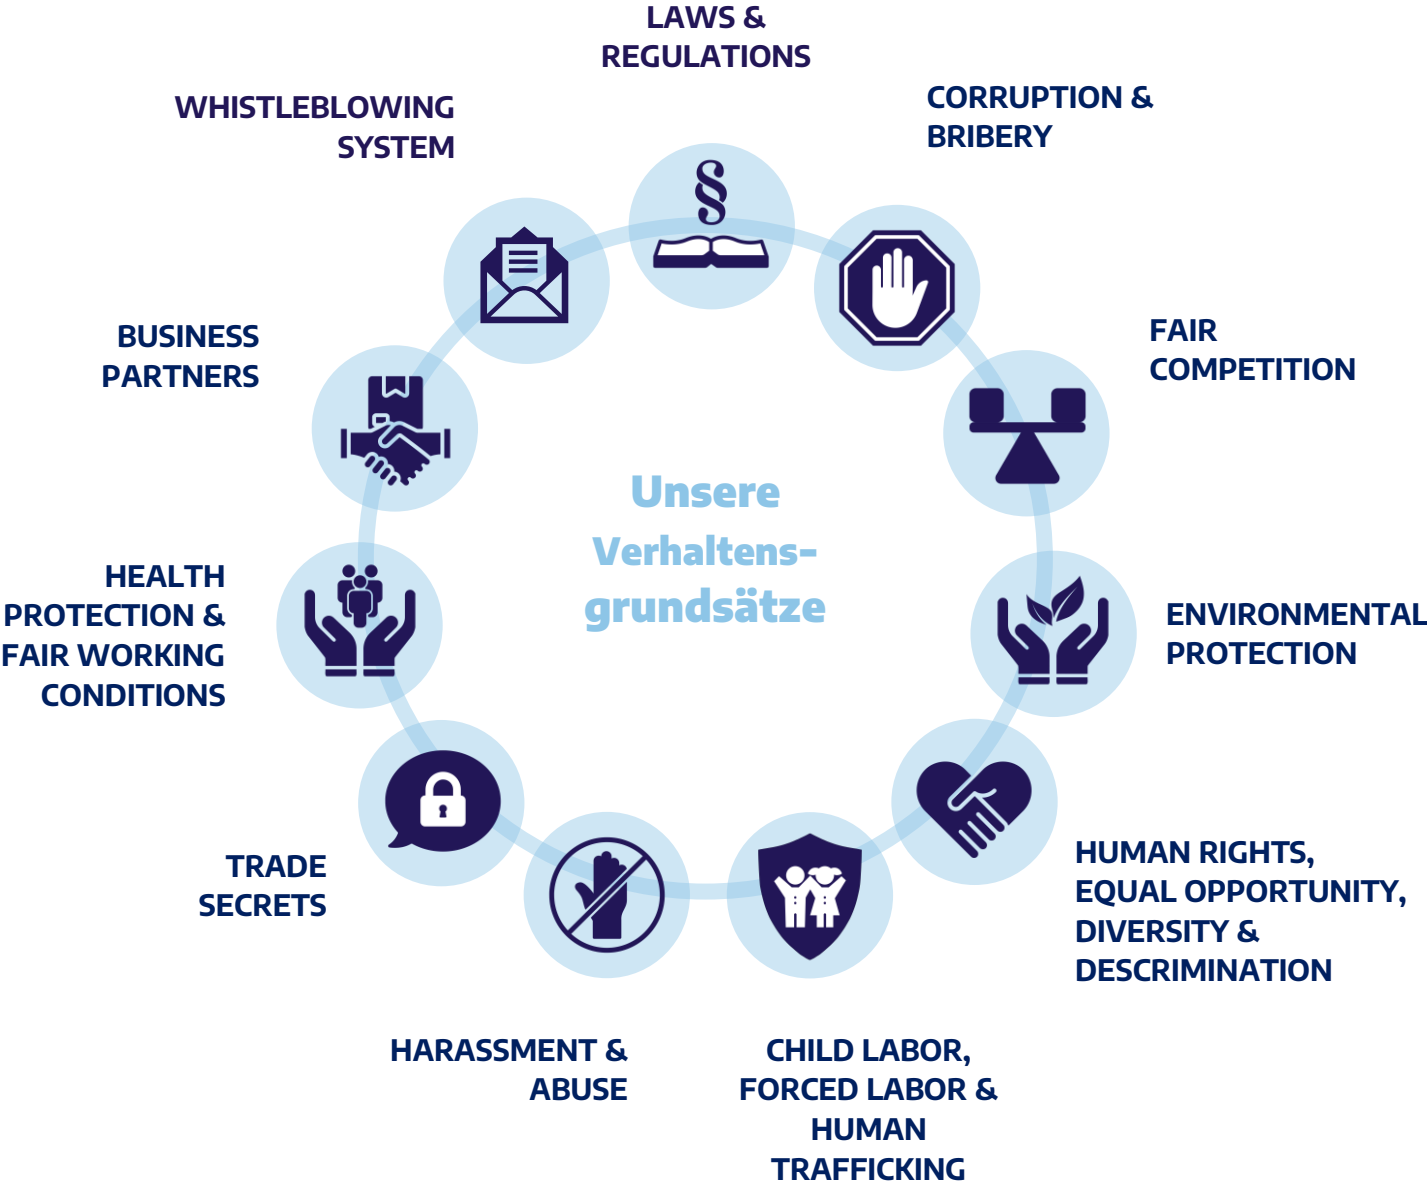 LAWS &
REGULATIONS
CORRUPTION &
BRIBERY
FAIR
COMPETITION
ENVIRONMENTAL
PROTECTION
HUMAN RIGHTS,
EQUAL OPPORTUNITY,
DIVERSITY &
DESCRIMINATION
CHILD LABOR,
FORCED LABOR &
HUMAN
TRAFFICKING
HARASSMENT &
ABUSE
TRADE
SECRETS
HEALTH
PROTECTION &
FAIR WORKING
CONDITIONS
BUSINESS
PARTNERS
WHISTLEBLOWING
SYSTEM
§
Unsere
Verhaltens-
grundsätze